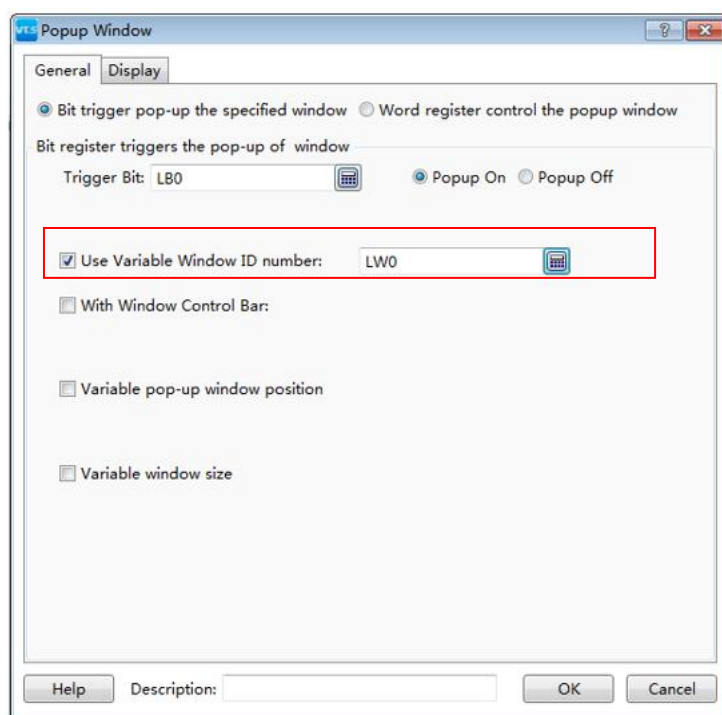 VTS Popup Window
General Display
Bit trigger pop-up the specified window Word register control the popup window
Bit register triggers the pop-up of window
Trigger Bit: LB0 Popup On Popup Off
Use Variable Window ID number: LW0
With Window Control Bar:
Variable pop-up window position
Variable window size
Help Description: OK Cancel